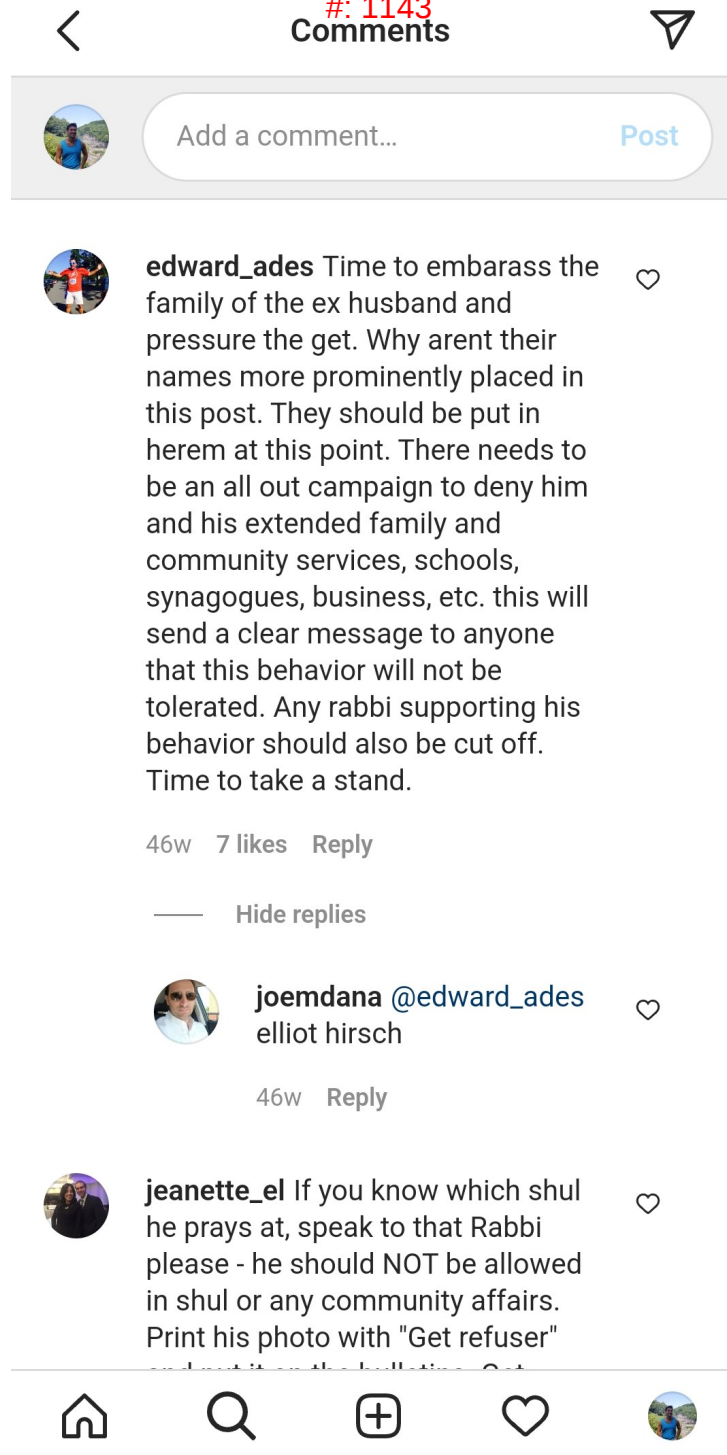 #: 1143
Comments
Add a comment... Post
edward_ades Time to embarass the
family of the ex husband and
pressure the get. Why arent their
names more prominently placed in
this post. They should be put in
herem at this point. There needs to
be an all out campaign to deny him
and his extended family and
community services, schools,
synagogues, business, etc. this will
send a clear message to anyone
that this behavior will not be
tolerated. Any rabbi supporting his
behavior should also be cut off.
Time to take a stand.
46w 7 likes Reply
Hide replies
joemdana @edward_ades
elliot hirsch
46w Reply
jeanette_el If you know which shul
he prays at, speak to that Rabbi
please - he should NOT be allowed
in shul or any community affairs.
Print his photo with "Get refuser"